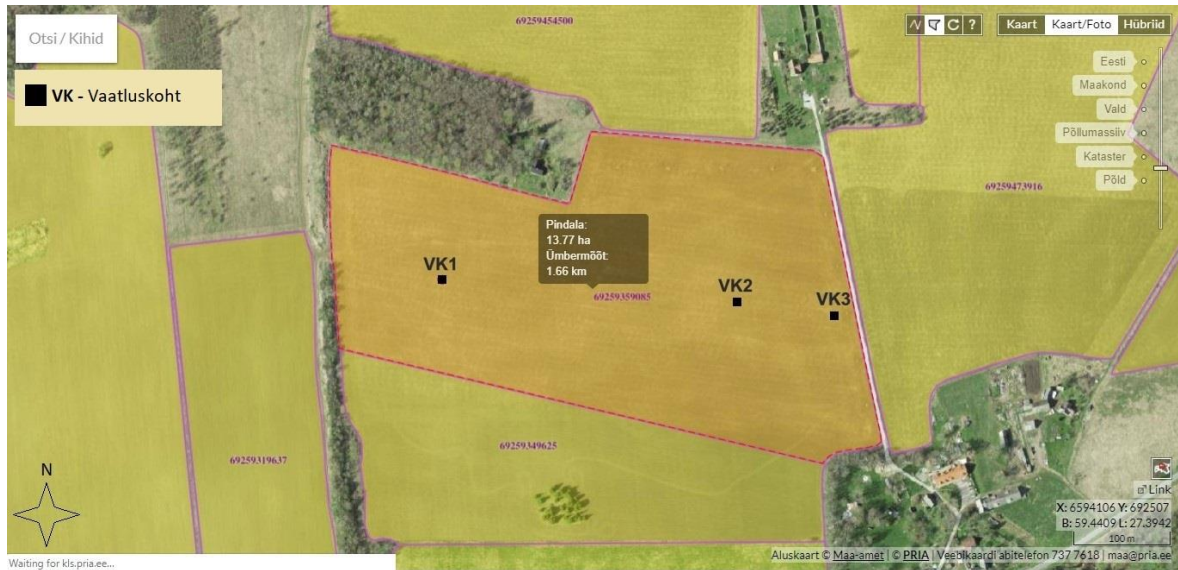 Otsi / Kihid
VK - Vaatluskoht
69259454500
?
Kaart Kaart/Foto Hübriid
Eesti
Maakond
Vald
Põllumassiiv
Kataster
Põld
69259473916
Pindala:
13.77 ha
Ümbermõõt:
1.66 km
VK1
VK2
VK3
69259359085
69259349625
69259319637
N
Link
X: 6594106 Y: 692507
B: 59.4409 L: 27.3942
100 m
Aluskaart © Maa-amet | © PRIA | Veebikaardi abitelefon 737 7618 | maa@pria.ee
Waiting for kls.pria.ee...